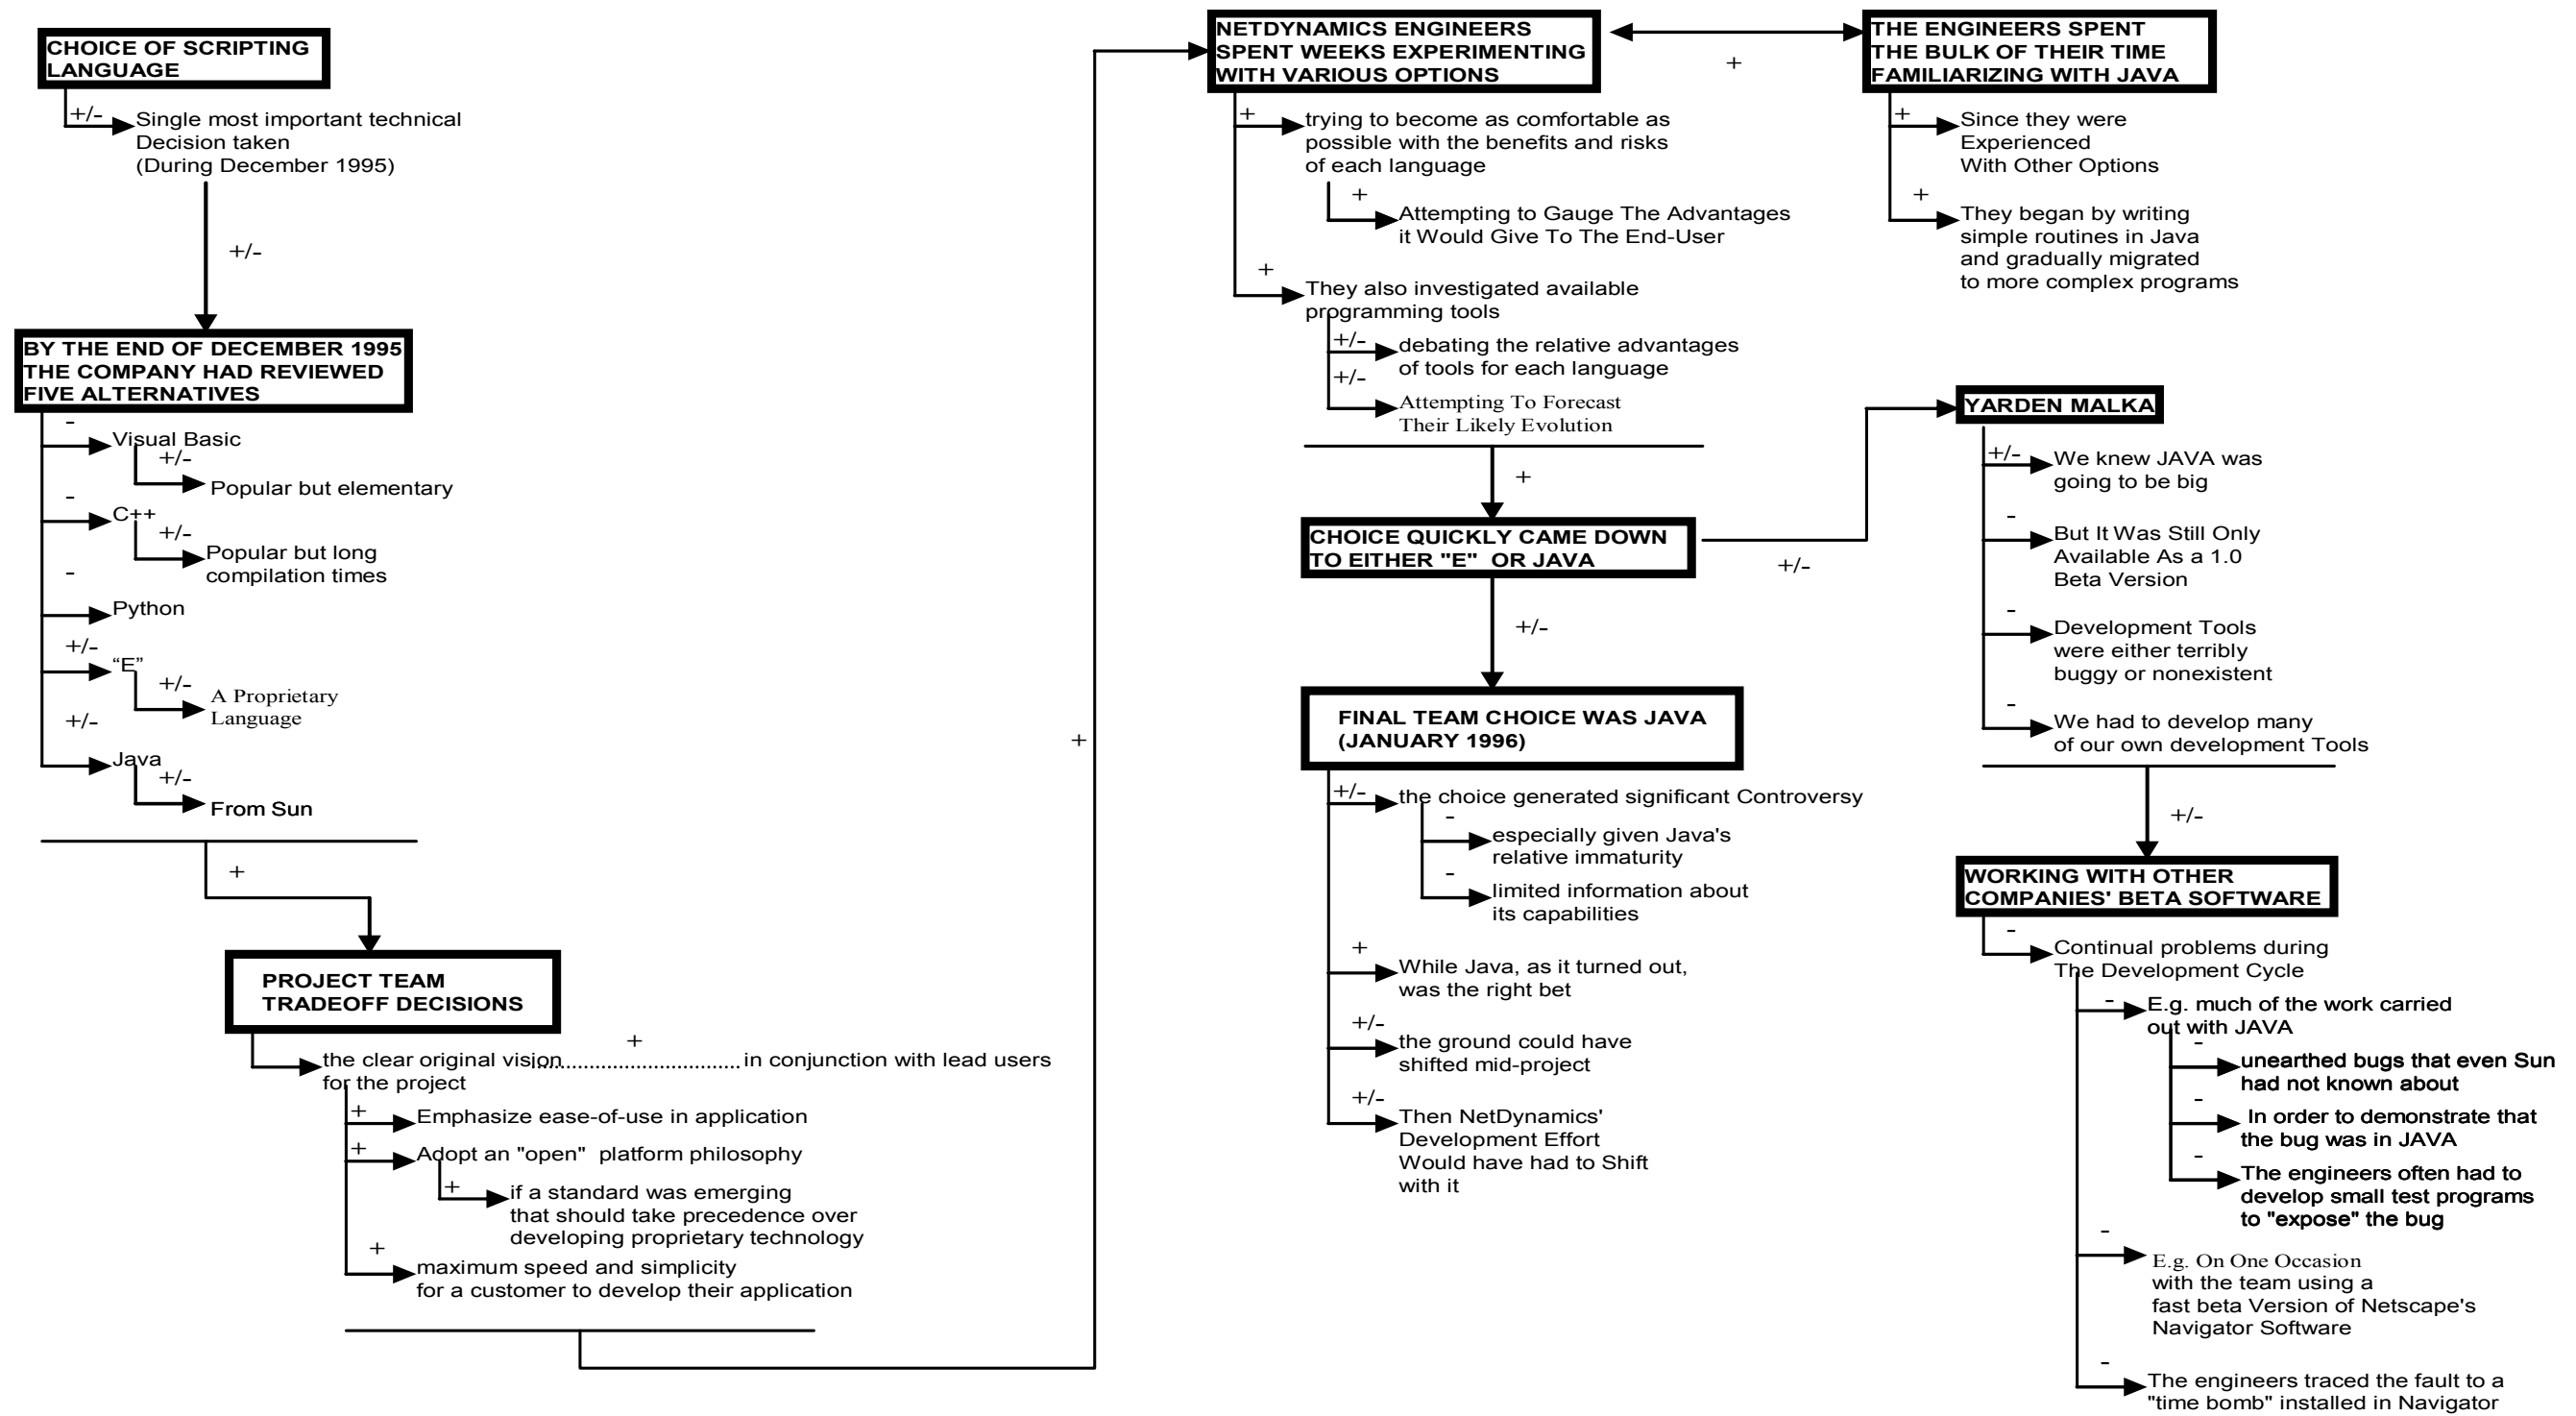 CHOICE OF SCRIPTING
LANGUAGE
+/-
Single most important technical
Decision taken
(During December 1995)
+/-
BY THE END OF DECEMBER 1995
THE COMPANY HAD REVIEWED
FIVE ALTERNATIVES
-
Visual Basic
+/-
Popular but elementary
-
C++
+/-
Popular but long
compilation times
-
Python
+/-
“E”
+/-
A Proprietary
Language
+/-
Java
+/-
From Sun
+
PROJECT TEAM
TRADEOFF DECISIONS
+
the clear original vision.................................. in conjunction with lead users
for the project
+
Emphasize ease-of-use in application
+
Adopt an "open" platform philosophy
+
if a standard was emerging
that should take precedence over
developing proprietary technology
+
maximum speed and simplicity
for a customer to develop their application
+
NETDYNAMICS ENGINEERS
SPENT WEEKS EXPERIMENTING
WITH VARIOUS OPTIONS
+
trying to become as comfortable as
possible with the benefits and risks
of each language
+
Attempting to Gauge The Advantages
it Would Give To The End-User
+
They also investigated available
programming tools
+/-
debating the relative advantages
of tools for each language
+/-
Attempting To Forecast
Their Likely Evolution
+
THE ENGINEERS SPENT
THE BULK OF THEIR TIME
FAMILIARIZING WITH JAVA
+
Since they were
Experienced
With Other Options
+
They began by writing
simple routines in Java
and gradually migrated
to more complex programs
+
CHOICE QUICKLY CAME DOWN
TO EITHER "E" OR JAVA
+/-
+/-
FINAL TEAM CHOICE WAS JAVA
(JANUARY 1996)
+/-
the choice generated significant Controversy
-
especially given Java's
relative immaturity
-
limited information about
its capabilities
+
While Java, as it turned out,
was the right bet
+/-
the ground could have
shifted mid-project
+/-
Then NetDynamics'
Development Effort
Would have had to Shift
with it
YARDEN MALKA
+/-
We knew JAVA was
going to be big
-
But It Was Still Only
Available As a 1.0
Beta Version
-
Development Tools
were either terribly
buggy or nonexistent
-
We had to develop many
of our own development Tools
+/-
WORKING WITH OTHER
COMPANIES' BETA SOFTWARE
-
Continual problems during
The Development Cycle
-
E.g. much of the work carried
out with JAVA
-
unearthed bugs that even Sun
had not known about
-
In order to demonstrate that
the bug was in JAVA
-
The engineers often had to
develop small test programs
to "expose" the bug
-
E.g. On One Occasion
with the team using a
fast beta Version of Netscape's
Navigator Software
-
The engineers traced the fault to a
"time bomb" installed in Navigator